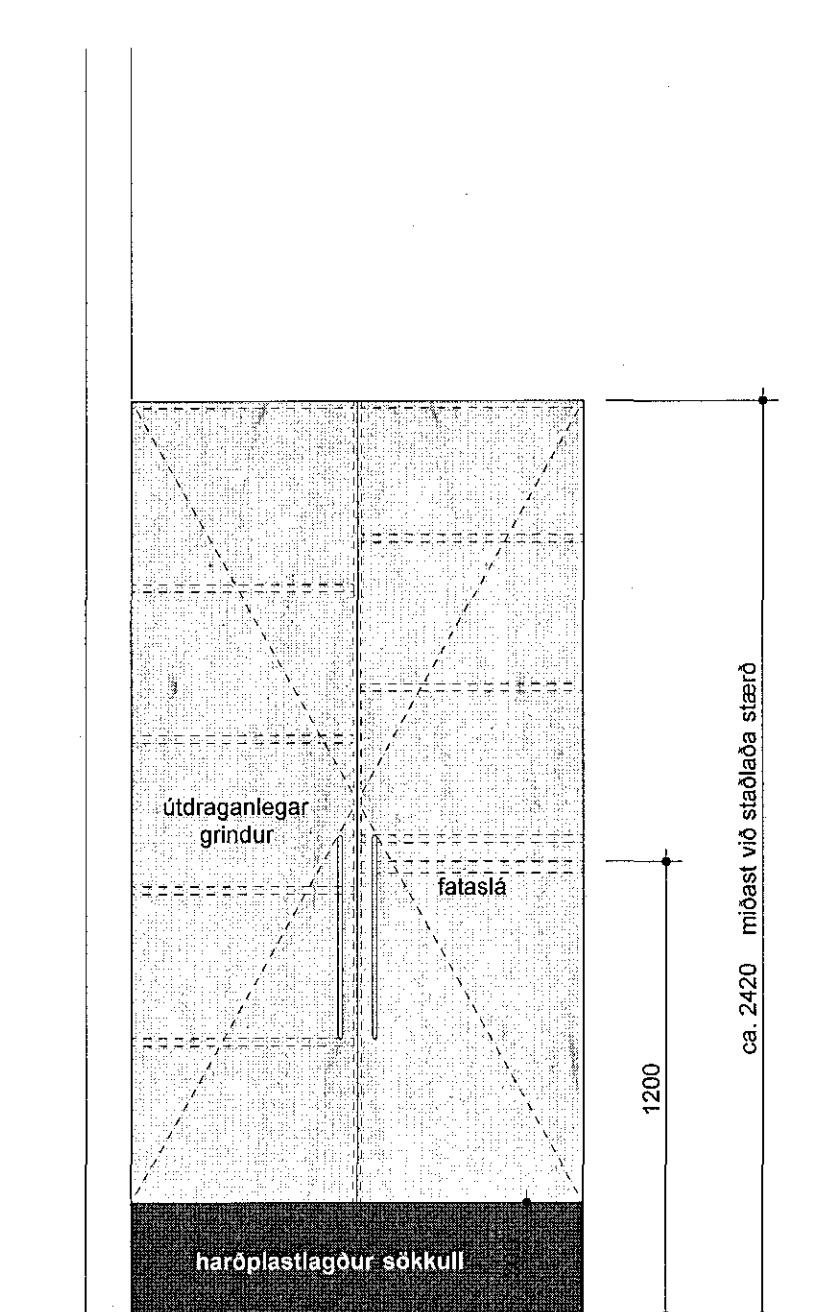 útdraganlegar
grindur
fataslá
ca. 2420 miðast við staðlaða stærð
1200
harðplastlagður sökkull